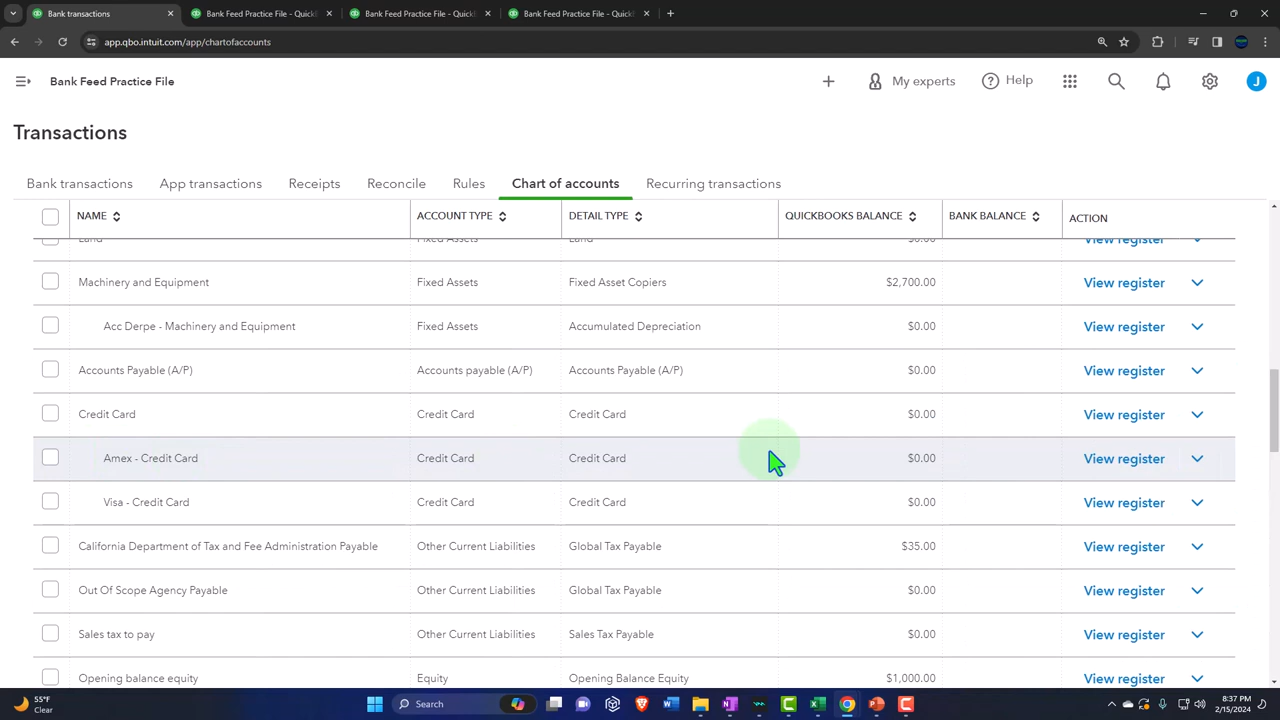 Bank transactions
Bank Feed Practice File - Quick
Bank Feed Practice File - Quick
Bank Feed Practice File - Quick
app.qbo.intuit.com/app/chartofaccounts
Bank Feed Practice File
My experts
Help
J
Transactions
Bank transactions App transactions Receipts Reconcile Rules Chart of accounts Recurring transactions
NAME ACCOUNT TYPE DETAIL TYPE QUICKBOOKS BALANCE BANK BALANCE ACTION
Land Fixed Assets Land $0.00 View register
Machinery and Equipment Fixed Assets Fixed Asset Copiers $2,700.00 View register
Acc Derpe - Machinery and Equipment Fixed Assets Accumulated Depreciation $0.00 View register
Accounts Payable (A/P) Accounts payable (A/P) Accounts Payable (A/P) $0.00 View register
Credit Card Credit Card Credit Card $0.00 View register
Amex - Credit Card Credit Card Credit Card $0.00 View register
Visa - Credit Card Credit Card Credit Card $0.00 View register
California Department of Tax and Fee Administration Payable Other Current Liabilities Global Tax Payable $35.00 View register
Out Of Scope Agency Payable Other Current Liabilities Global Tax Payable $0.00 View register
Sales tax to pay Other Current Liabilities Sales Tax Payable $0.00 View register
Opening balance equity Equity Opening Balance Equity $1,000.00 View register
55°F
Clear
Search
8:37 PM
2/15/2024